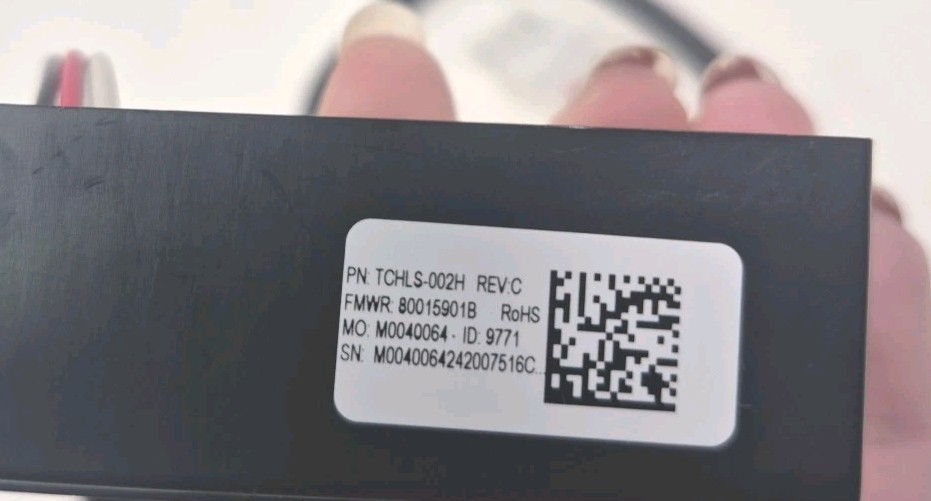 PN: TCHLS-002H REV:C
FMWR: 80015901B RoHS
MO: M0040064 - ID: 9771
SN: M0040064242007516C...